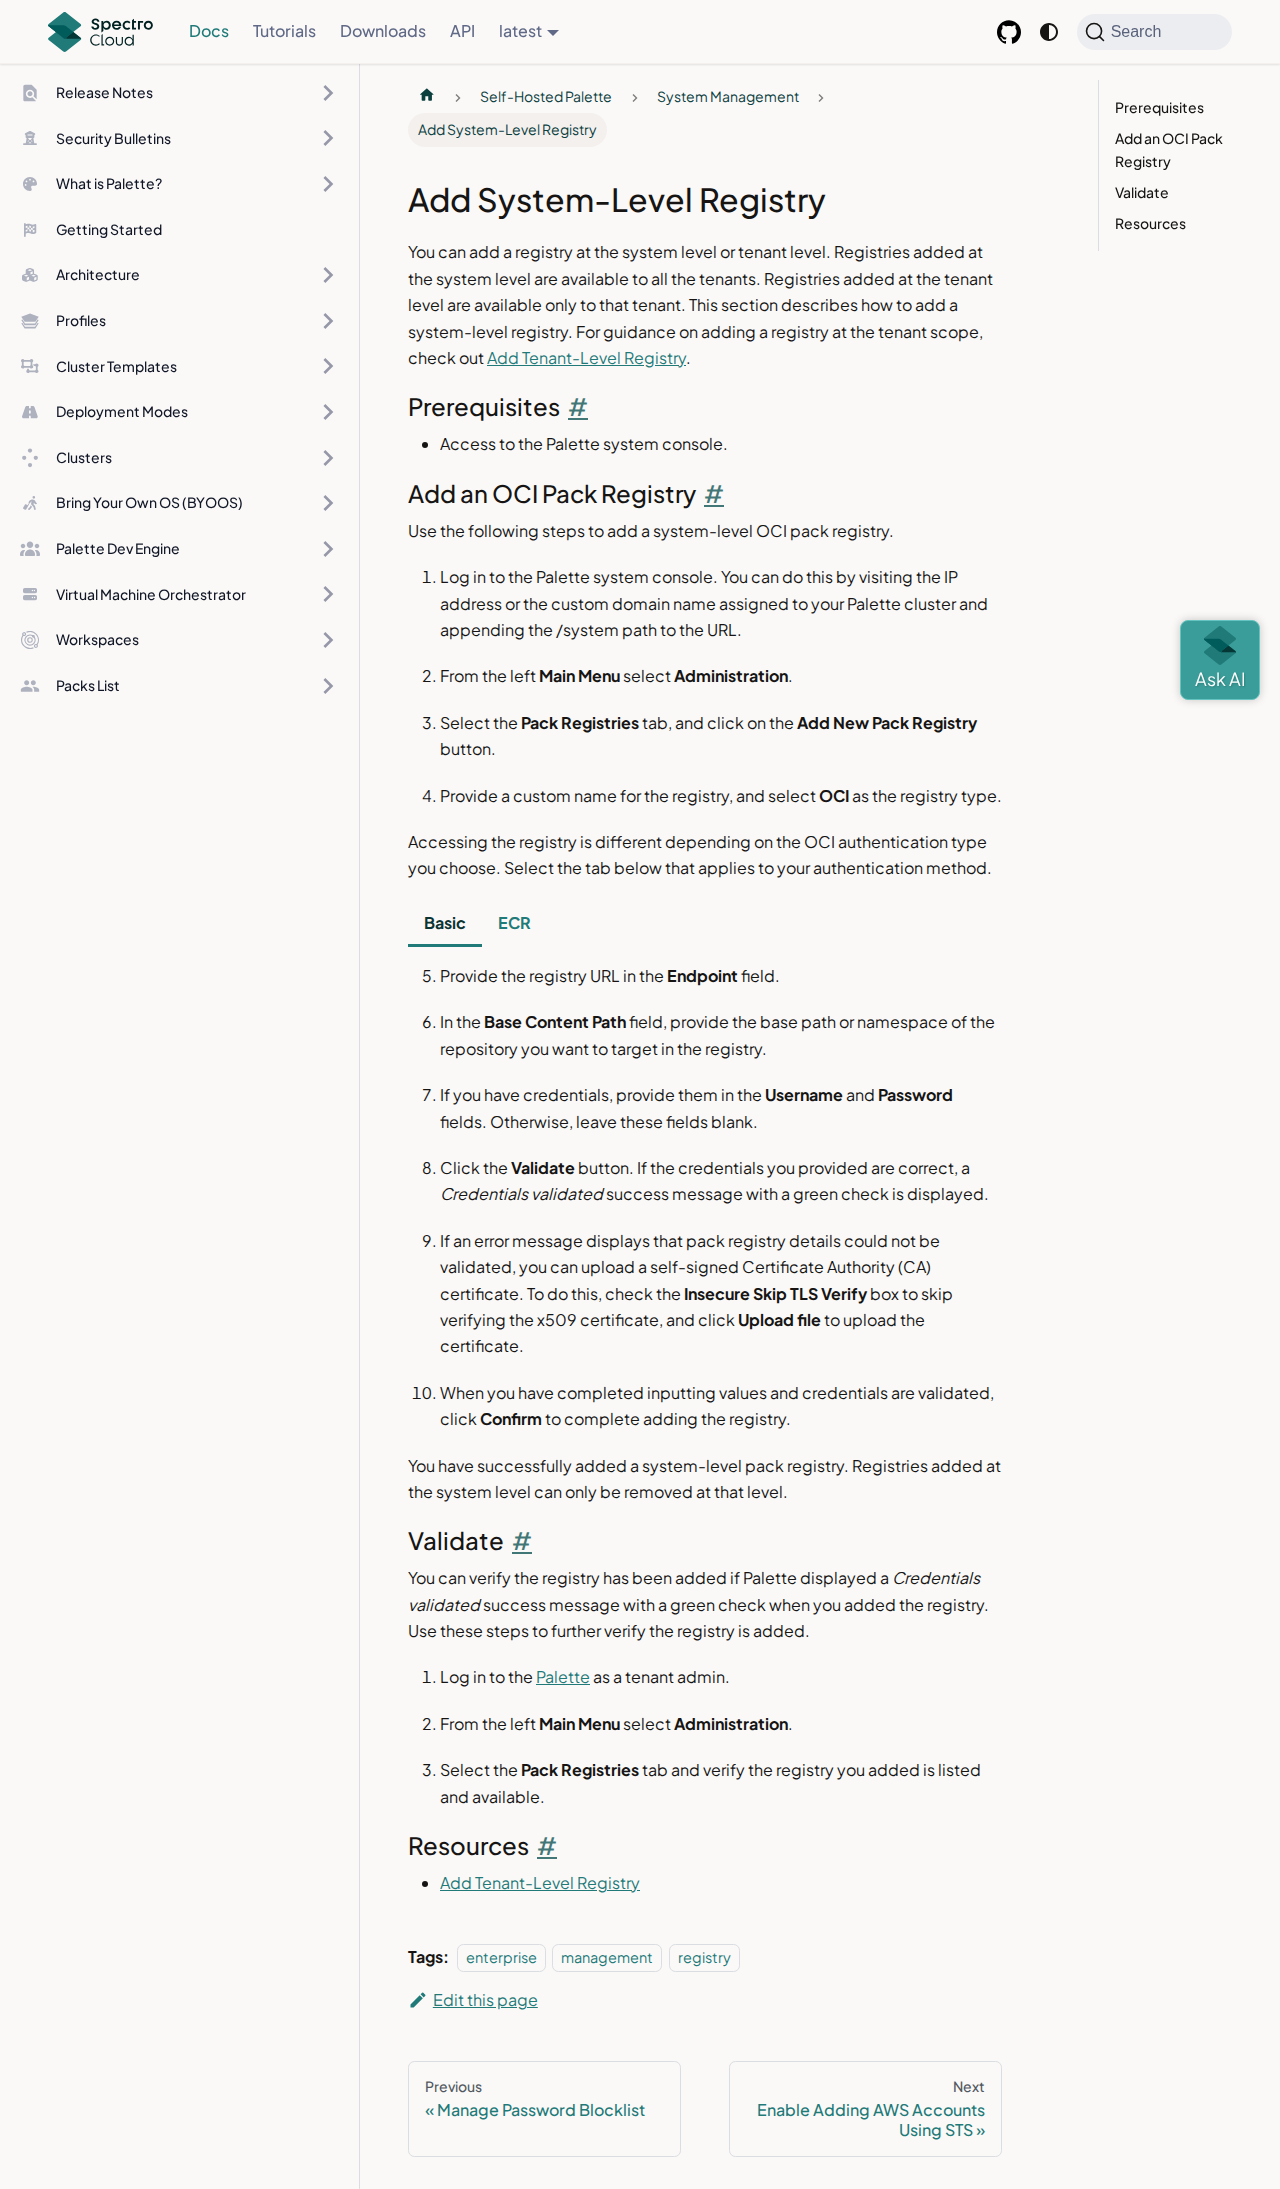 Spectro Cloud
Docs
Tutorials
Downloads
API
latest
Search
Release Notes
Security Bulletins
What is Palette?
Getting Started
Architecture
Profiles
Cluster Templates
Deployment Modes
Clusters
Bring Your Own OS (BYOOS)
Palette Dev Engine
Virtual Machine Orchestrator
Workspaces
Packs List
Self-Hosted Palette
System Management
Add System-Level Registry
Add System-Level Registry
You can add a registry at the system level or tenant level. Registries added at
the system level are available to all the tenants. Registries added at the tenant
level are available only to that tenant. This section describes how to add a
system-level registry. For guidance on adding a registry at the tenant scope,
check out Add Tenant-Level Registry.
Prerequisites #
Access to the Palette system console.
Add an OCI Pack Registry #
Use the following steps to add a system-level OCI pack registry.
1. Log in to the Palette system console. You can do this by visiting the IP
address or the custom domain name assigned to your Palette cluster and
appending the /system path to the URL.
2. From the left Main Menu select Administration.
3. Select the Pack Registries tab, and click on the Add New Pack Registry
button.
4. Provide a custom name for the registry, and select OCI as the registry type.
Accessing the registry is different depending on the OCI authentication type
you choose. Select the tab below that applies to your authentication method.
Basic
ECR
5. Provide the registry URL in the Endpoint field.
6. In the Base Content Path field, provide the base path or namespace of the
repository you want to target in the registry.
7. If you have credentials, provide them in the Username and Password
fields. Otherwise, leave these fields blank.
8. Click the Validate button. If the credentials you provided are correct, a
Credentials validated success message with a green check is displayed.
9. If an error message displays that pack registry details could not be
validated, you can upload a self-signed Certificate Authority (CA)
certificate. To do this, check the Insecure Skip TLS Verify box to skip
verifying the x509 certificate, and click Upload file to upload the
certificate.
10. When you have completed inputting values and credentials are validated,
click Confirm to complete adding the registry.
You have successfully added a system-level pack registry. Registries added at
the system level can only be removed at that level.
Validate #
You can verify the registry has been added if Palette displayed a Credentials
validated success message with a green check when you added the registry.
Use these steps to further verify the registry is added.
1. Log in to the Palette as a tenant admin.
2. From the left Main Menu select Administration.
3. Select the Pack Registries tab and verify the registry you added is listed
and available.
Resources #
Add Tenant-Level Registry
Tags: enterprise management registry
Edit this page
Previous
« Manage Password Blocklist
Next
Enable Adding AWS Accounts
Using STS »
Prerequisites
Add an OCI Pack
Registry
Validate
Resources
Ask AI